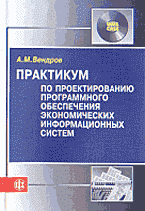 А.М.Вендров
ПРАКТИКУМ
ПО ПРОЕКТИРОВАНИЮ
ПРОГРАММНОГО
ОБЕСПЕЧЕНИЯ
ЭКОНОМИЧЕСКИХ
ИНФОРМАЦИОННЫХ
СИСТЕМ